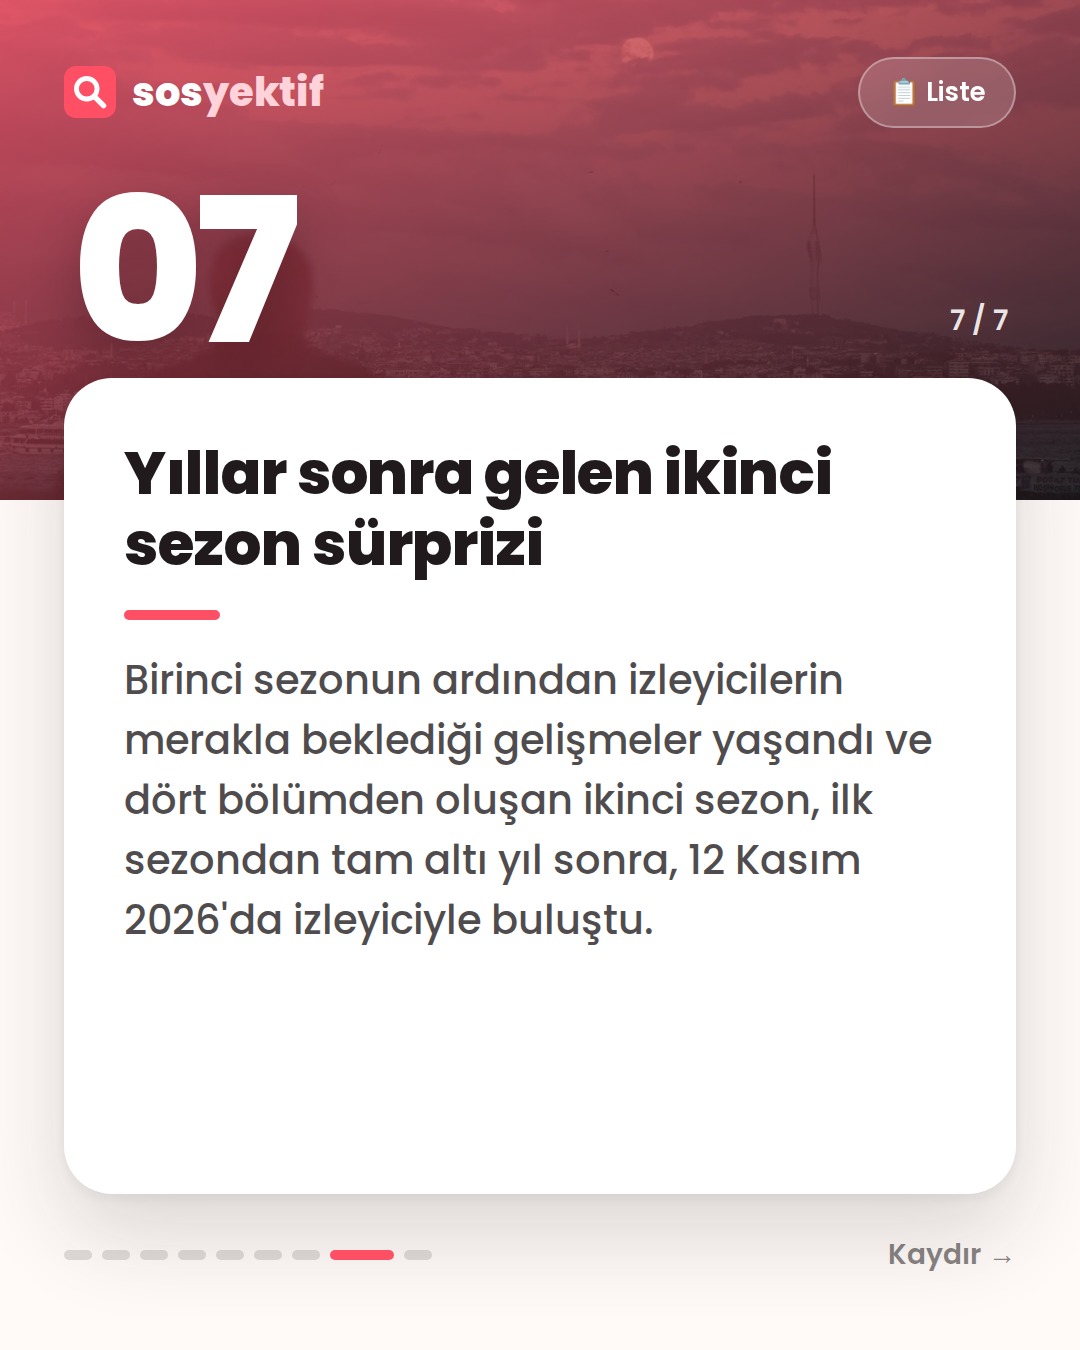 sosyektif
📋 Liste
07
7 / 7
Yıllar sonra gelen ikinci
sezon sürprizi
Birinci sezonun ardından izleyicilerin
merakla beklediği gelişmeler yaşandı ve
dört bölümden oluşan ikinci sezon, ilk
sezondan tam altı yıl sonra, 12 Kasım
2026'da izleyiciyle buluştu.
Kaydır →